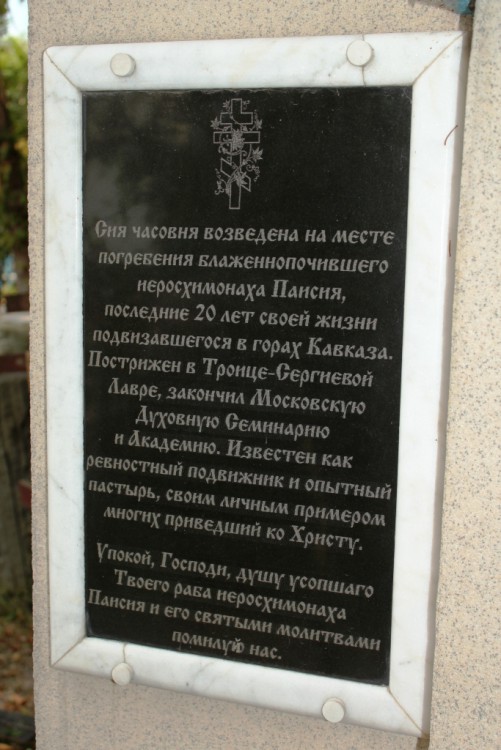 Сия часовня возведена на месте
погребения блаженнопочившего
иеросхимонаха Паисия,
последние 20 лет своей жизни
подвизавшегося в горах Кавказа.
Пострижен в Троице-Сергиевой
Лавре, закончил Московскую
Духовную Семинарию
и Академию. Известен как
ревностный подвижник и опытный
пастырь, своим личным примером
многих приведший ко Христу.
Упокой, Господи, душу усопшаго
Твоего раба иеросхимонаха
Паисия и его святыми молитвами
помилуй нас.